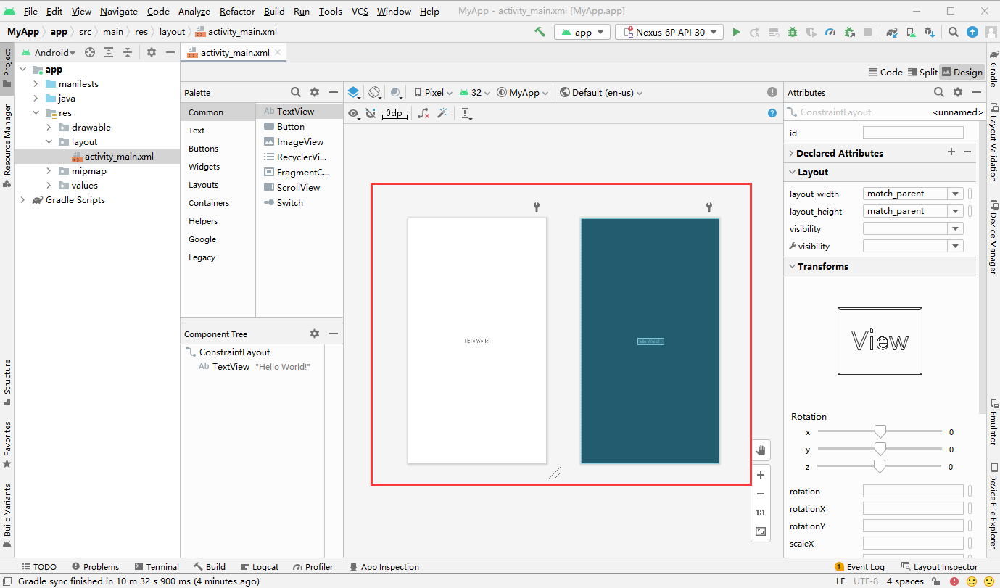 File Edit View Navigate Code Analyze Refactor Build Run Tools VCS Window Help MyApp - activity_main.xml [MyApp.app]
MyApp app src main res layout activity_main.xml app Nexus 6P API 30
Project
Resource Manager
Structure
Favorites
Build Variants
Android
app
manifests
java
res
drawable
layout
activity_main.xml
mipmap
values
Gradle Scripts
activity_main.xml
Code Split Design
Palette
Common
Text
Buttons
Widgets
Layouts
Containers
Helpers
Google
Legacy
Ab TextView
Button
ImageView
RecyclerVi...
FragmentC...
ScrollView
Switch
Component Tree
ConstraintLayout
Ab TextView "Hello World!"
Pixel 32 MyApp Default (en-us)
0dp
Hello World!
Hello World!
1:1
Attributes
ConstraintLayout <unnamed>
id
Declared Attributes
Layout
layout_width match_parent
layout_height match_parent
visibility
visibility
Transforms
View
Rotation
x 0
y 0
z 0
rotation
rotationX
rotationY
scaleX
Gradle
Layout Validation
Device Manager
Emulator
Device File Explorer
TODO Problems Terminal Build Logcat Profiler App Inspection 1 Event Log Layout Inspector
Gradle sync finished in 10 m 32 s 900 ms (4 minutes ago) LF UTF-8 4 spaces